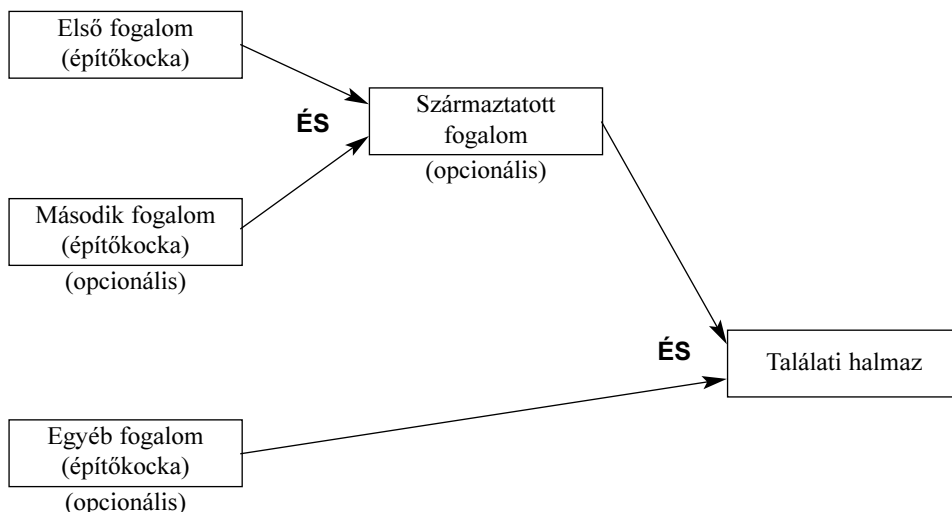 Első fogalom
(építőkocka)
ÉS
Származtatott
fogalom
(opcionális)
Második fogalom
(építőkocka)
(opcionális)
ÉS
Találati halmaz
Egyéb fogalom
(építőkocka)
(opcionális)